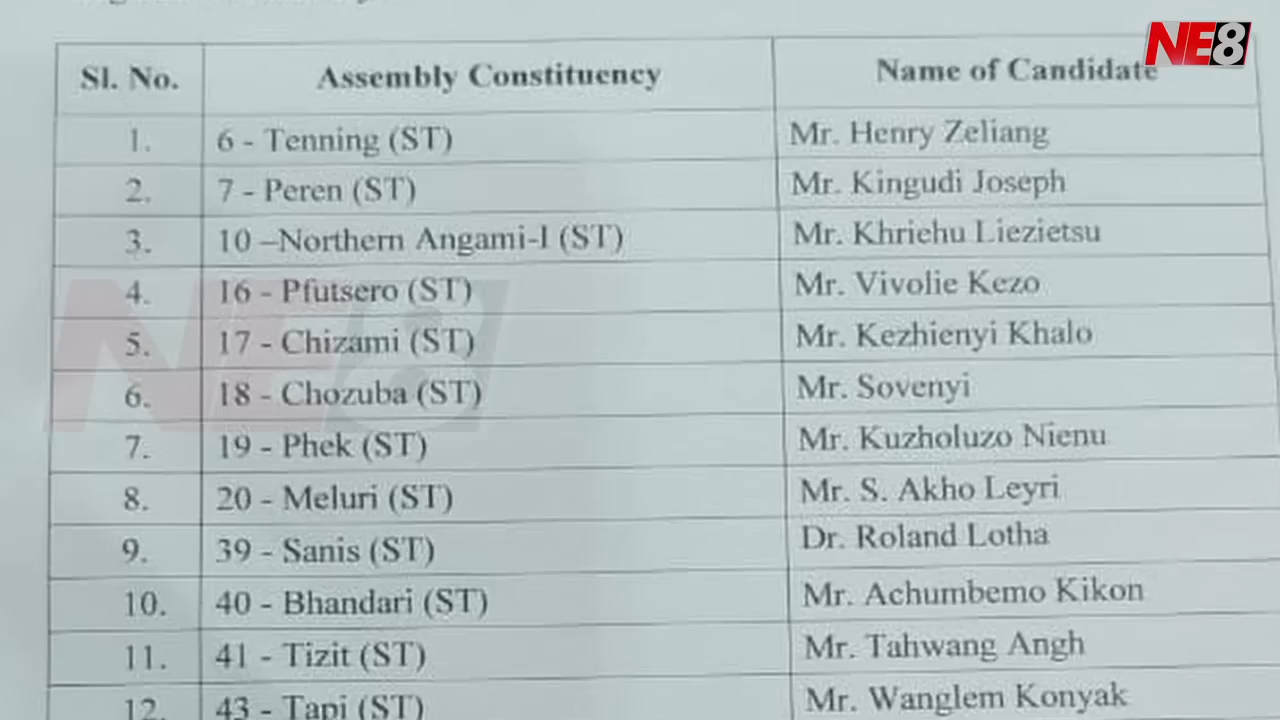 NE8
Sl. No. Assembly Constituency Name of Candidate
1. 6 - Tenning (ST) Mr. Henry Zeliang
2. 7 - Peren (ST) Mr. Kingudi Joseph
3. 10 –Northern Angami-I (ST) Mr. Khriehu Liezietsu
4. 16 - Pfutsero (ST) Mr. Vivolie Kezo
5. 17 - Chizami (ST) Mr. Kezhienyi Khalo
6. 18 - Chozuba (ST) Mr. Sovenyi
7. 19 - Phek (ST) Mr. Kuzholuzo Nienu
8. 20 - Meluri (ST) Mr. S. Akho Leyri
9. 39 - Sanis (ST) Dr. Roland Lotha
10. 40 - Bhandari (ST) Mr. Achumbemo Kikon
11. 41 - Tizit (ST) Mr. Tahwang Angh
12. 43 - Tapi (ST) Mr. Wanglem Konyak
NE8